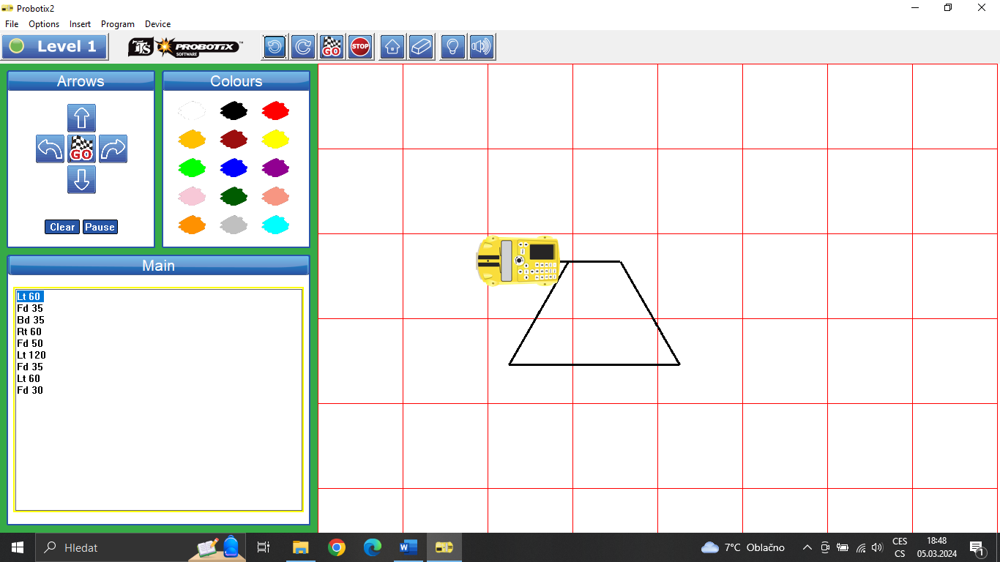 Probotix2
File Options Insert Program Device
Level 1
TTS PROBOTIX™
SOFTWARE
GO
STOP
Arrows
Colours
GO
Clear Pause
Main
Lt 60
Fd 35
Bd 35
Rt 60
Fd 50
Lt 120
Fd 35
Lt 60
Fd 30
Hledat
W
7°C Oblačno
CES
CS
18:48
05.03.2024
1